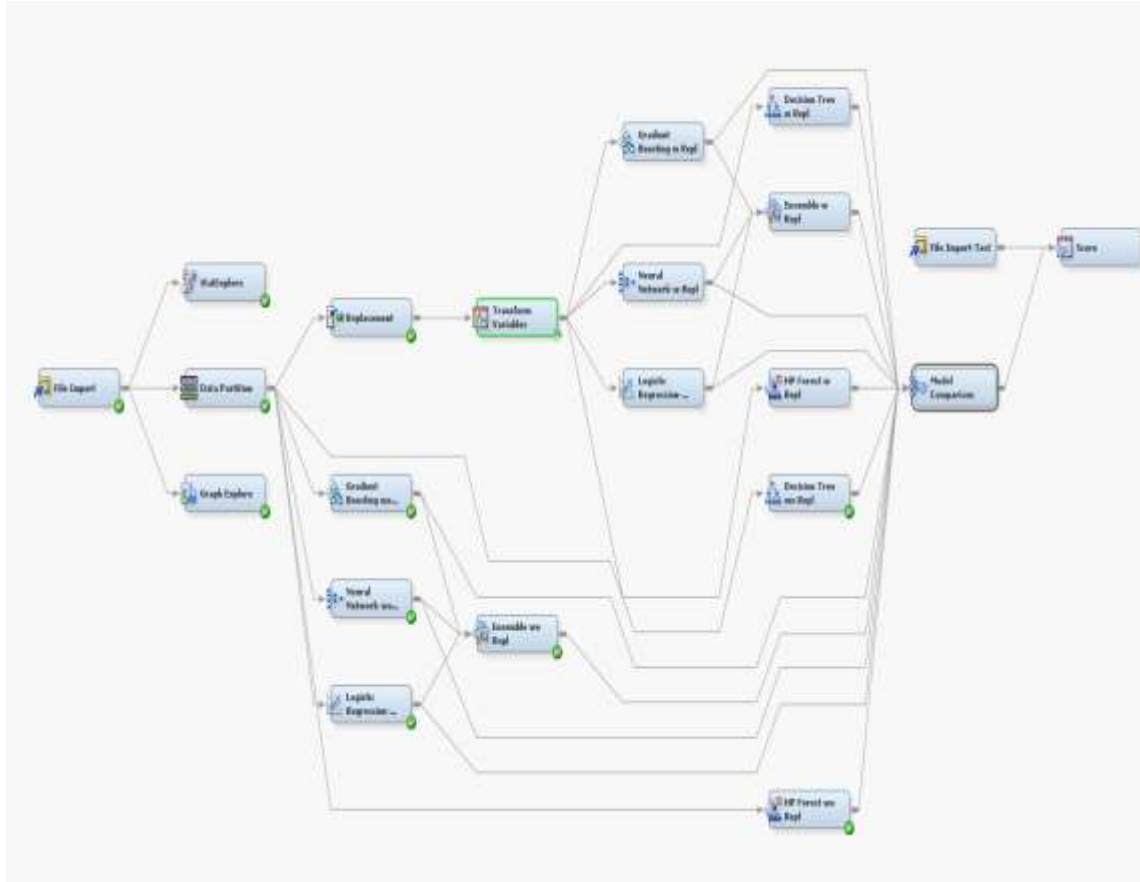 Decision Tree
w Repl
Gradient
Boosting w Repl
Ensemble w
Repl
File Import Test
Score
StatExplore
Neural
Network w Repl
Replacement
Transform
Variables
File Import
Data Partition
Logistic
Regression ...
HP Forest w
Repl
Model
Comparison
Graph Explore
Gradient
Boosting wo...
Decision Tree
wo Repl
Neural
Network wo...
Ensemble wo
Repl
Logistic
Regression ...
HP Forest wo
Repl